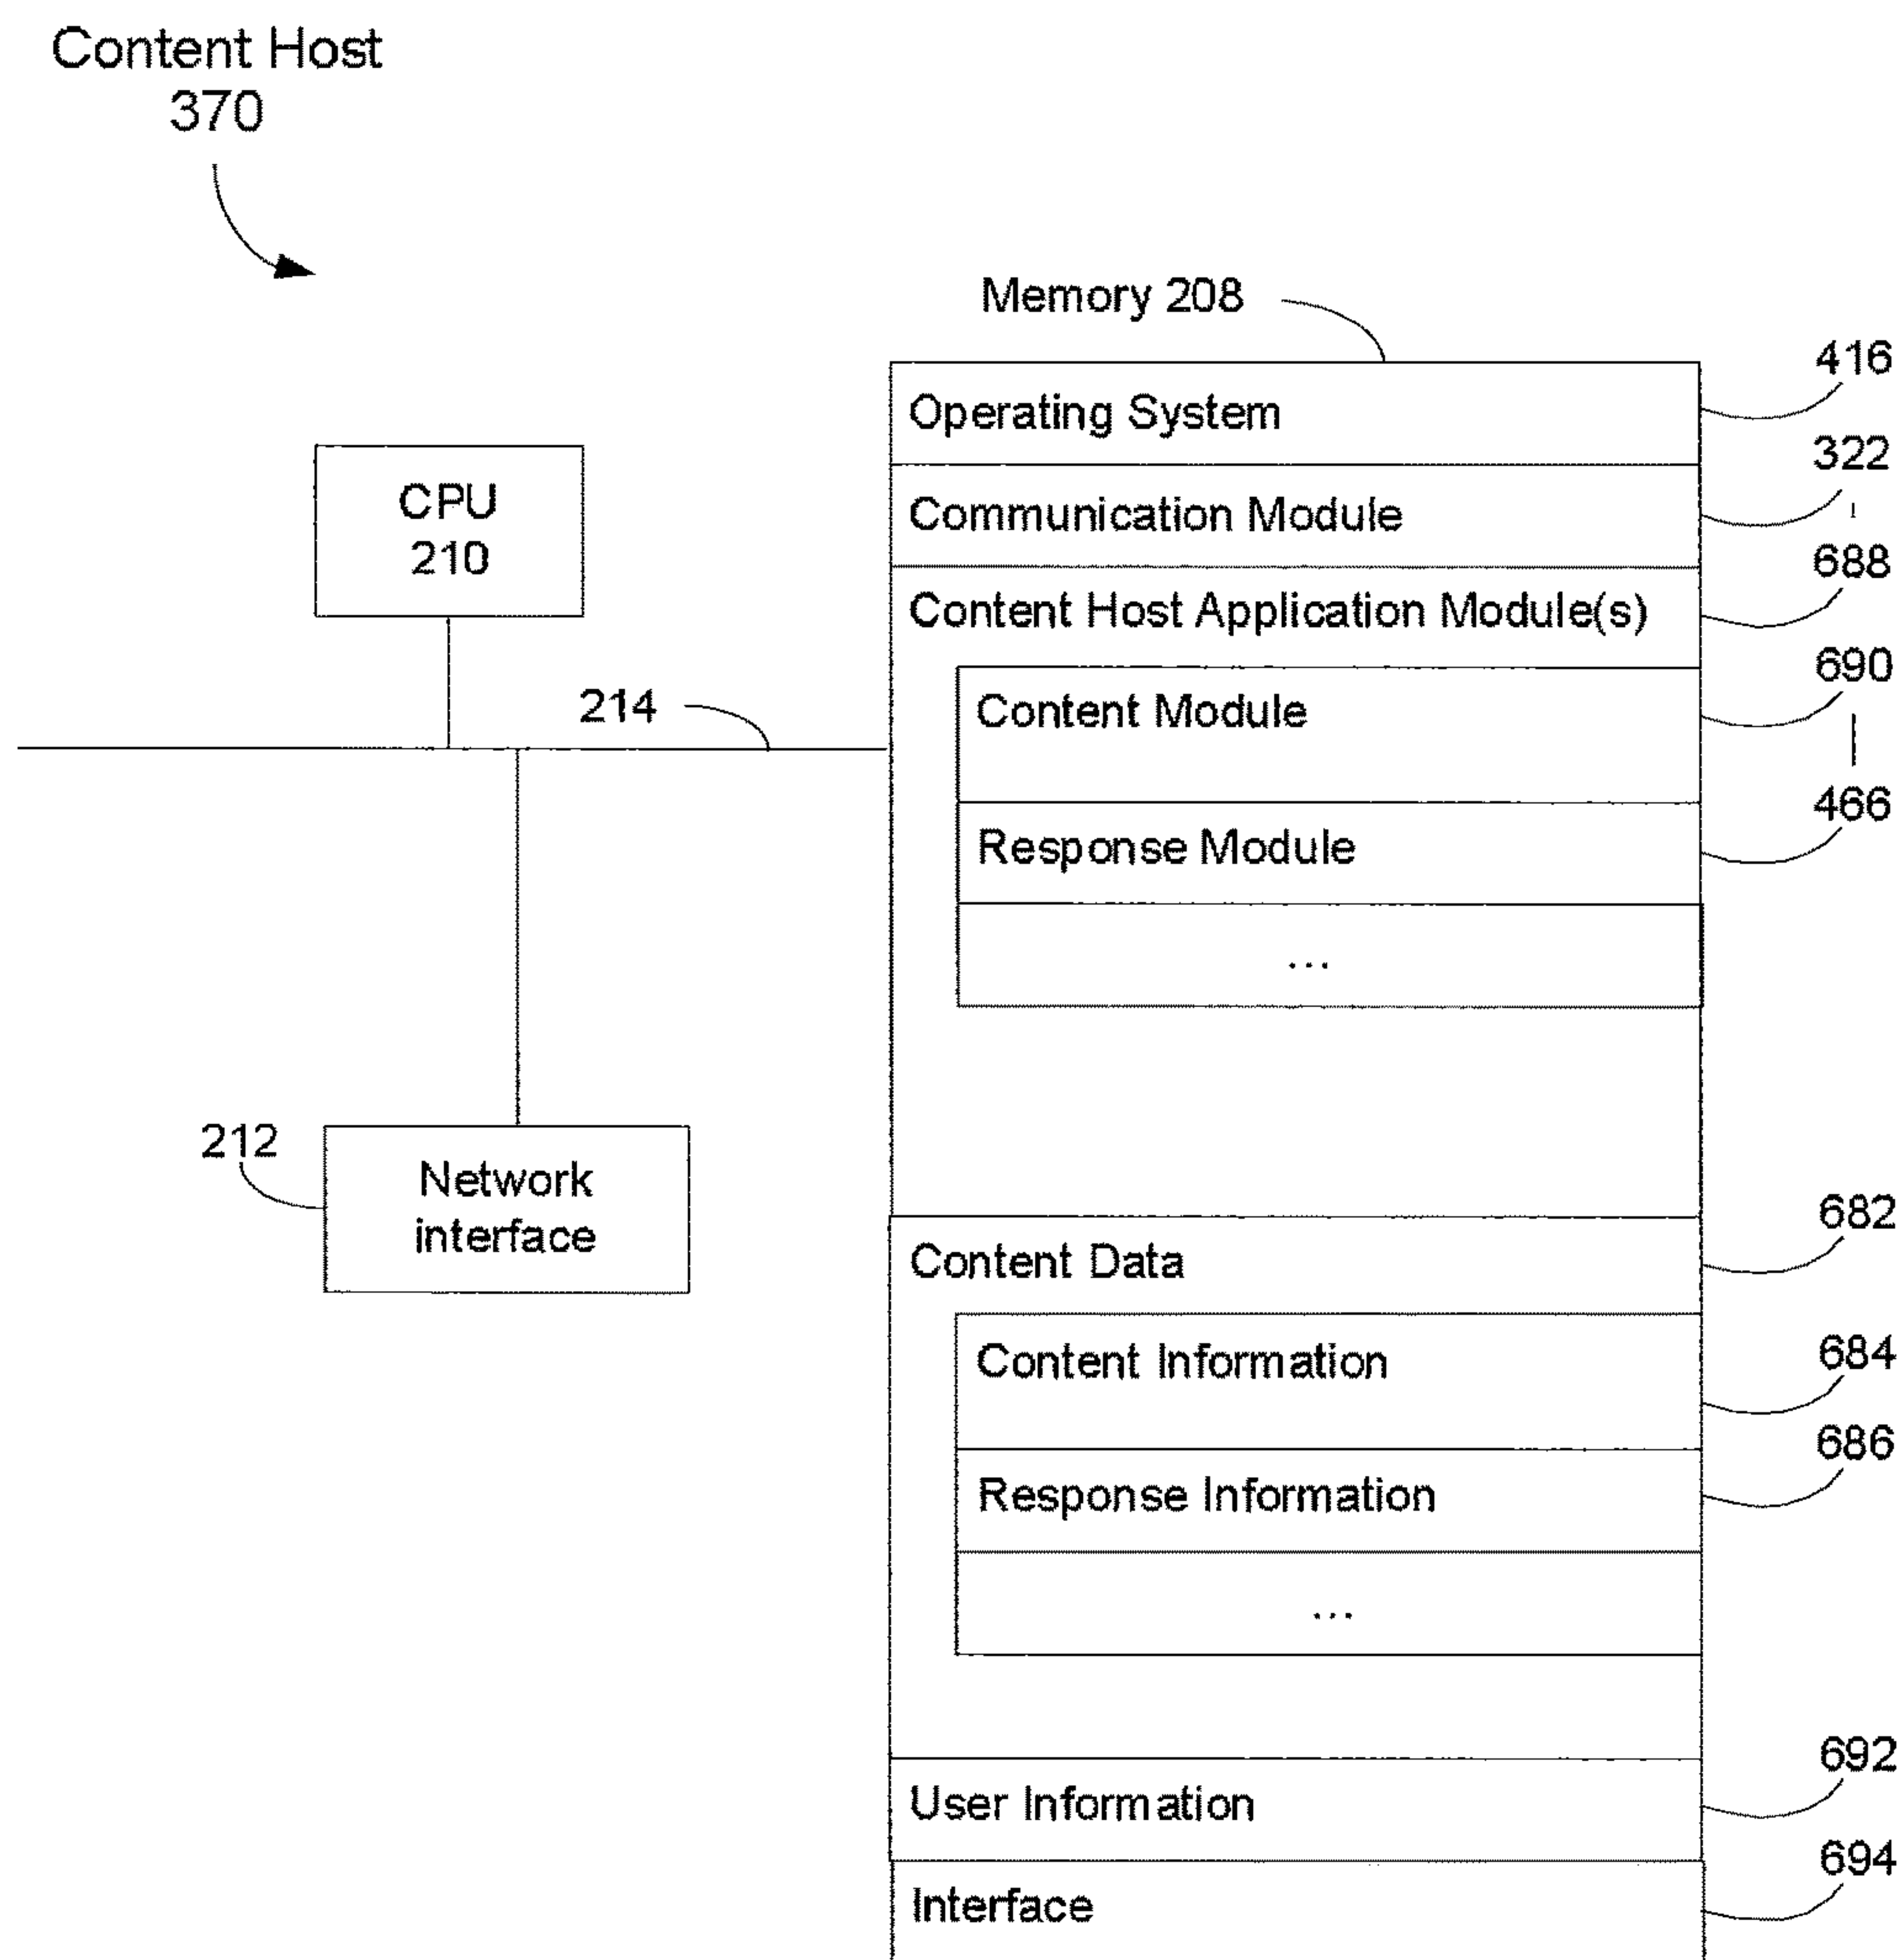 Content Host
370
Memory 208
416
Operating System
322
Communication Module
688
Content Host Application Module(s)
690
Content Module
466
Response Module
...
CPU
210
214
212
Network
interface
682
Content Data
684
Content Information
686
Response Information
...
692
User Information
694
Interface